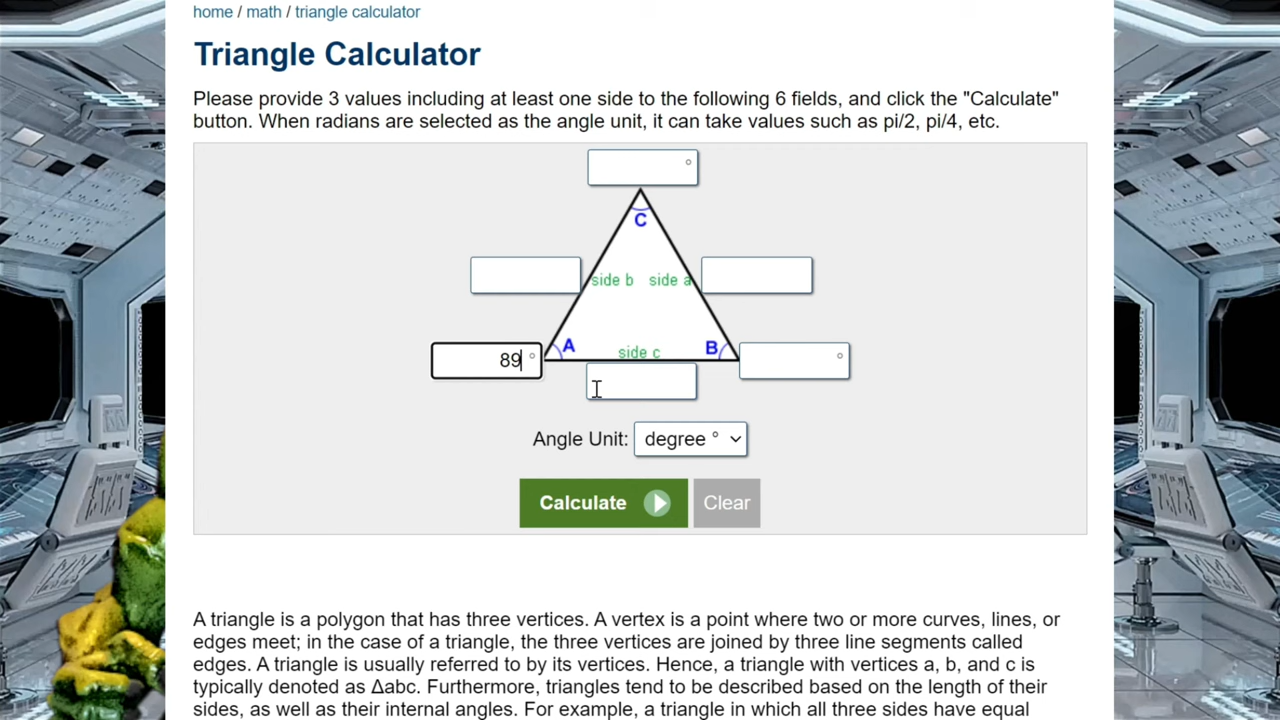 home / math / triangle calculator
Triangle Calculator
Please provide 3 values including at least one side to the following 6 fields, and click the "Calculate"
button. When radians are selected as the angle unit, it can take values such as pi/2, pi/4, etc.
°
C
side b side a
89 °
A
side c
B
°
Angle Unit: degree °
Calculate
Clear
A triangle is a polygon that has three vertices. A vertex is a point where two or more curves, lines, or
edges meet; in the case of a triangle, the three vertices are joined by three line segments called
edges. A triangle is usually referred to by its vertices. Hence, a triangle with vertices a, b, and c is
typically denoted as Δabc. Furthermore, triangles tend to be described based on the length of their
sides, as well as their internal angles. For example, a triangle in which all three sides have equal